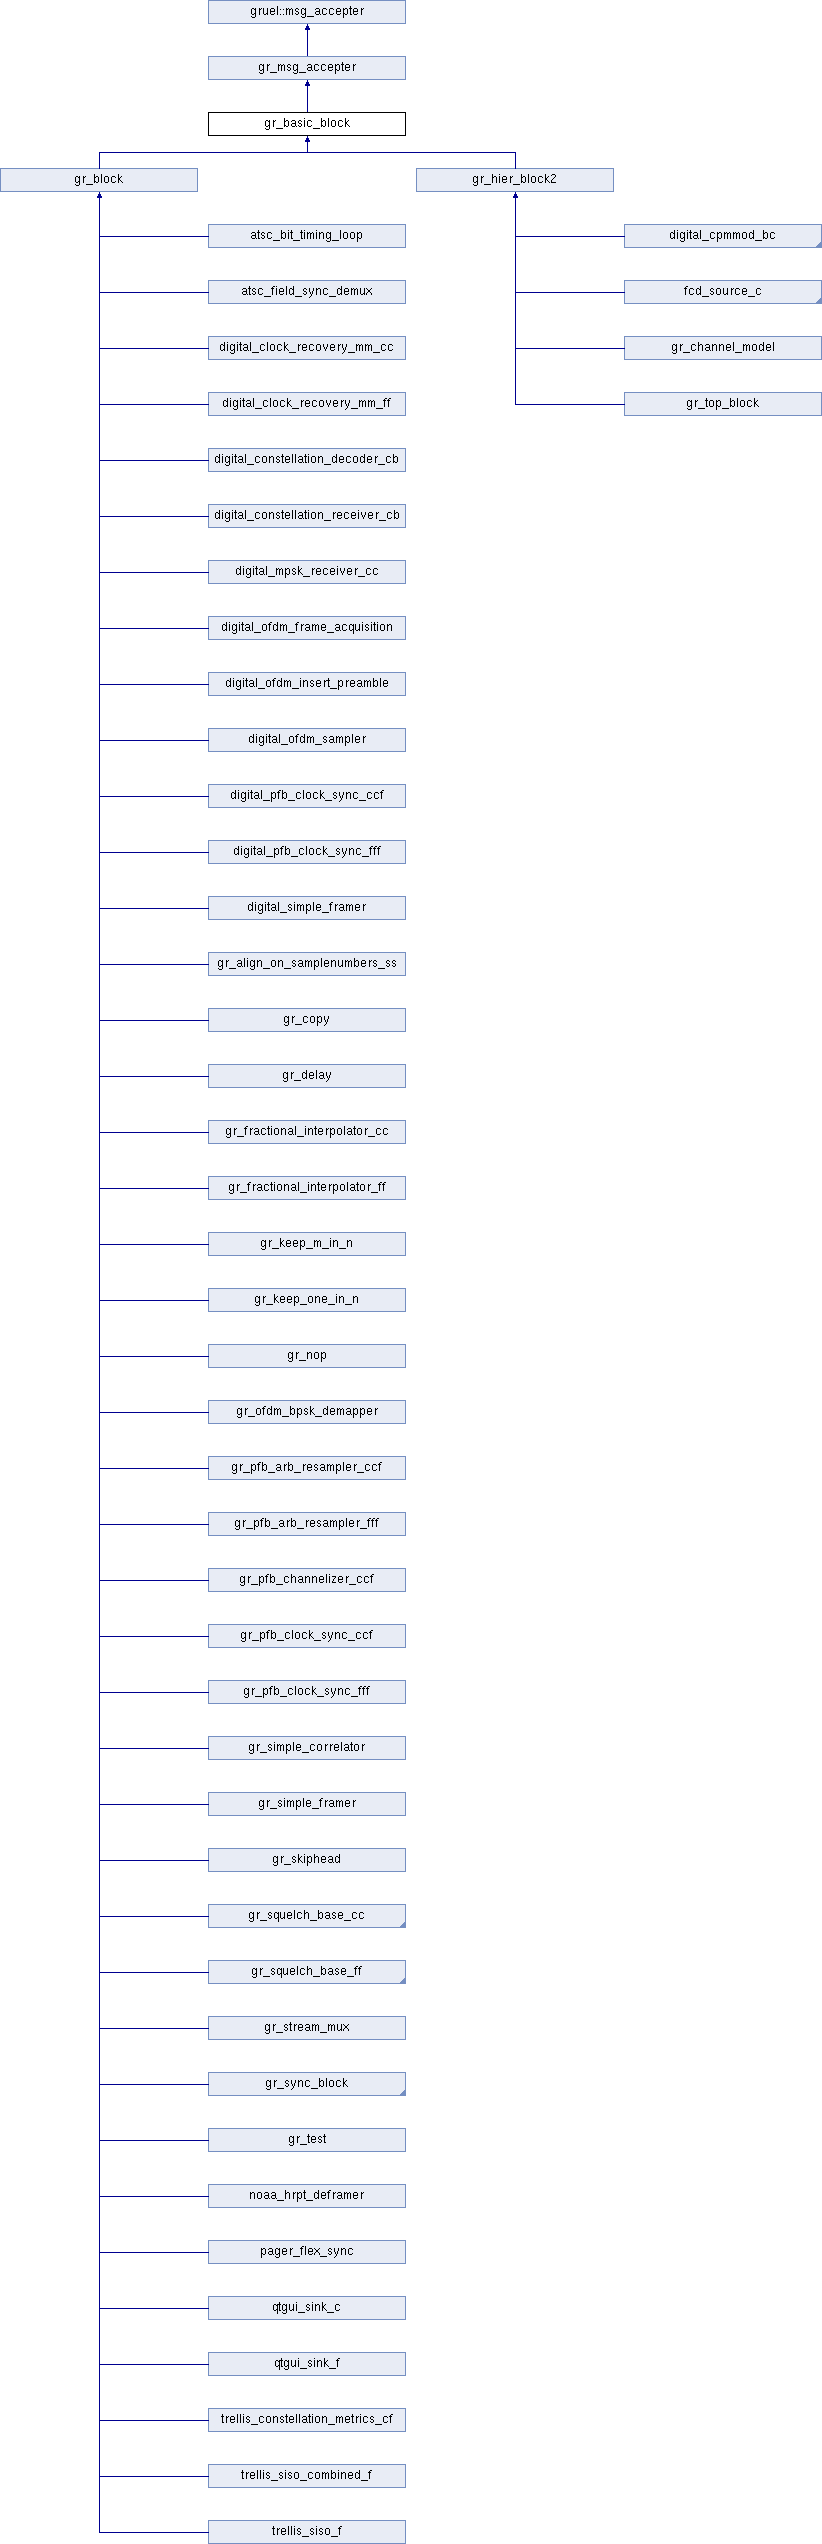 gruel::msg_accepter
gr_msg_accepter
gr_basic_block
gr_block
gr_hier_block2
atsc_bit_timing_loop
digital_cpmmod_bc
atsc_field_sync_demux
fcd_source_c
digital_clock_recovery_mm_cc
gr_channel_model
digital_clock_recovery_mm_ff
gr_top_block
digital_constellation_decoder_cb
digital_constellation_receiver_cb
digital_mpsk_receiver_cc
digital_ofdm_frame_acquisition
digital_ofdm_insert_preamble
digital_ofdm_sampler
digital_pfb_clock_sync_ccf
digital_pfb_clock_sync_fff
digital_simple_framer
gr_align_on_samplenumbers_ss
gr_copy
gr_delay
gr_fractional_interpolator_cc
gr_fractional_interpolator_ff
gr_keep_m_in_n
gr_keep_one_in_n
gr_nop
gr_ofdm_bpsk_demapper
gr_pfb_arb_resampler_ccf
gr_pfb_arb_resampler_fff
gr_pfb_channelizer_ccf
gr_pfb_clock_sync_ccf
gr_pfb_clock_sync_fff
gr_simple_correlator
gr_simple_framer
gr_skiphead
gr_squelch_base_cc
gr_squelch_base_ff
gr_stream_mux
gr_sync_block
gr_test
noaa_hrpt_deframer
pager_flex_sync
qtgui_sink_c
qtgui_sink_f
trellis_constellation_metrics_cf
trellis_siso_combined_f
trellis_siso_f